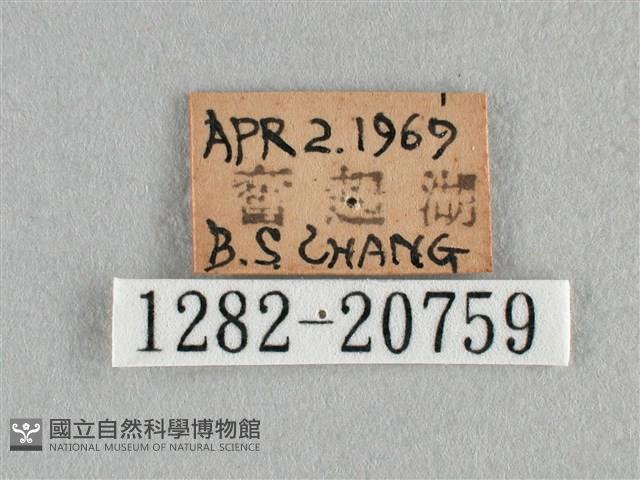 APR 2.1969
B.S. CHANG
1282-20759
國立自然科學博物館
NATIONAL MUSEUM OF NATURAL SCIENCE